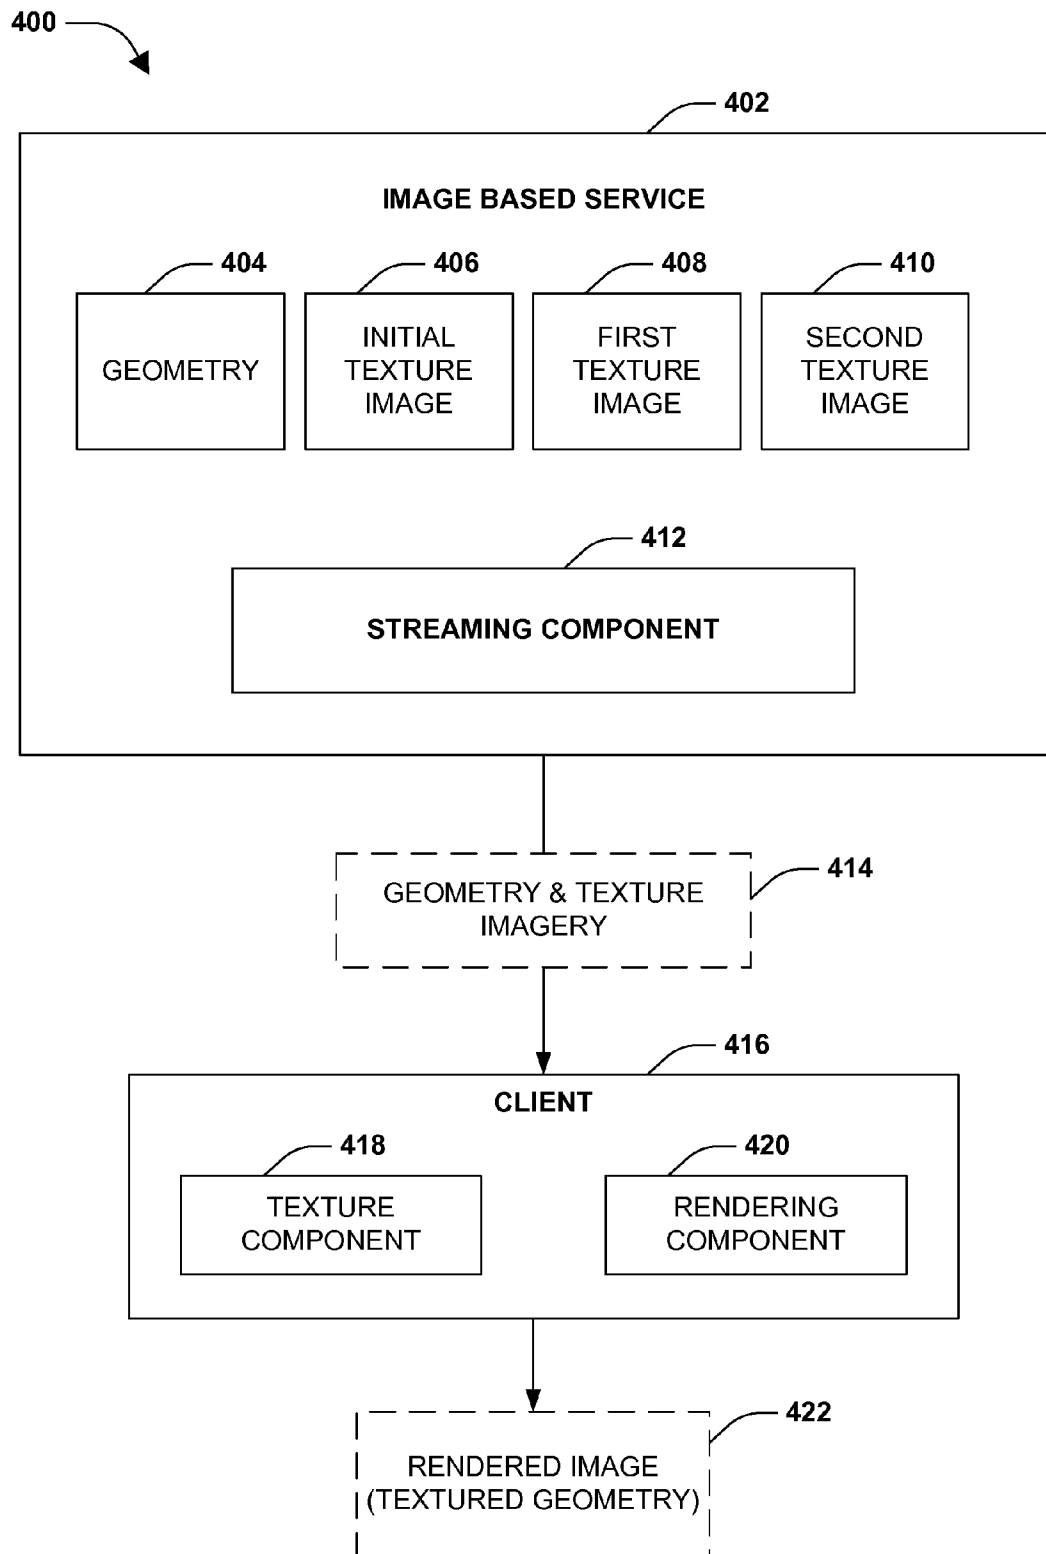 400
402
IMAGE BASED SERVICE
404
406
408
410
GEOMETRY
INITIAL
TEXTURE
IMAGE
FIRST
TEXTURE
IMAGE
SECOND
TEXTURE
IMAGE
412
STREAMING COMPONENT
414
GEOMETRY & TEXTURE
IMAGERY
416
CLIENT
418
420
TEXTURE
COMPONENT
RENDERING
COMPONENT
422
RENDERED IMAGE
(TEXTURED GEOMETRY)